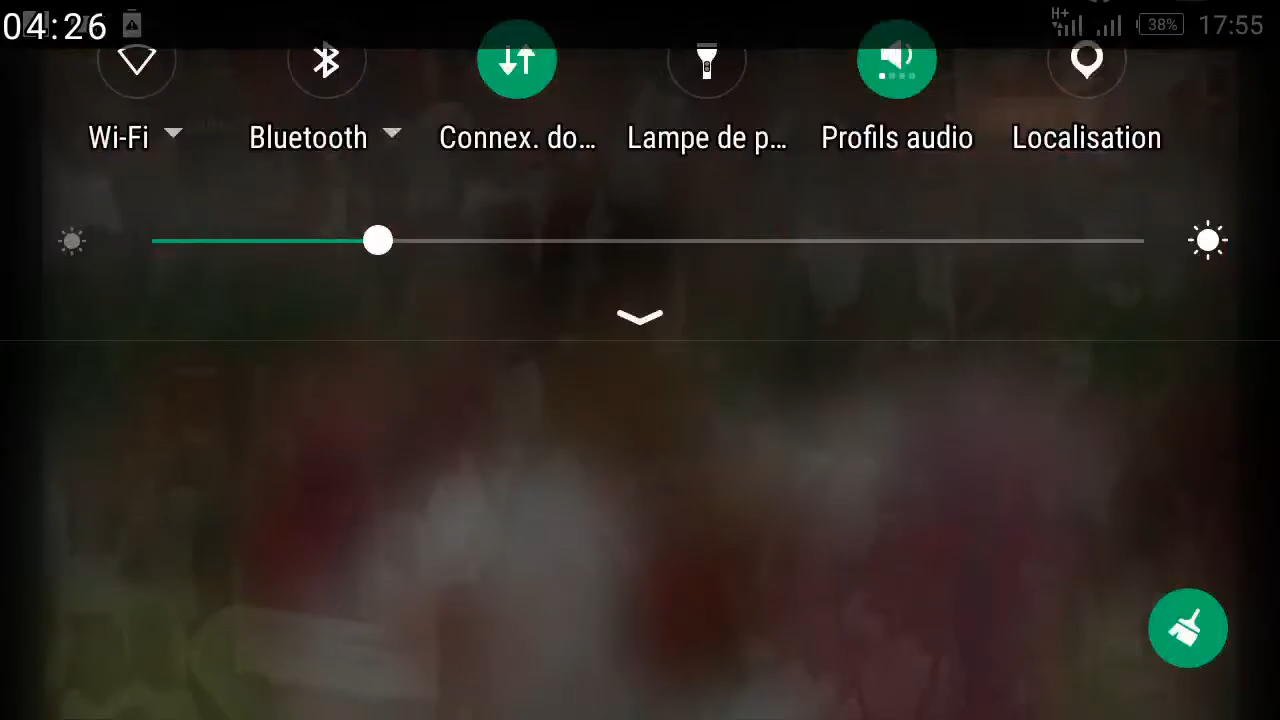 04:26 H+ 38% 17:55
Wi-Fi Bluetooth Connex. do... Lampe de p... Profils audio Localisation